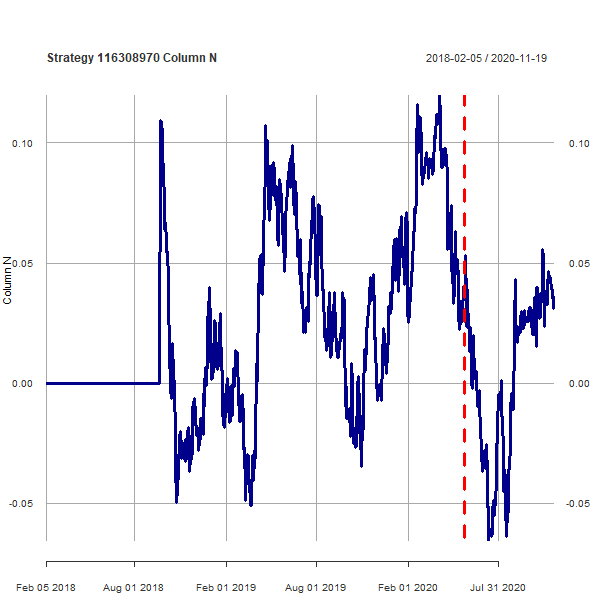 Strategy 116308970 Column N
2018-02-05 / 2020-11-19
0.10
0.10
Column N
0.05
0.05
0.00
0.00
-0.05
-0.05
Feb 05 2018
Aug 01 2018
Feb 01 2019
Aug 01 2019
Feb 01 2020
Jul 31 2020